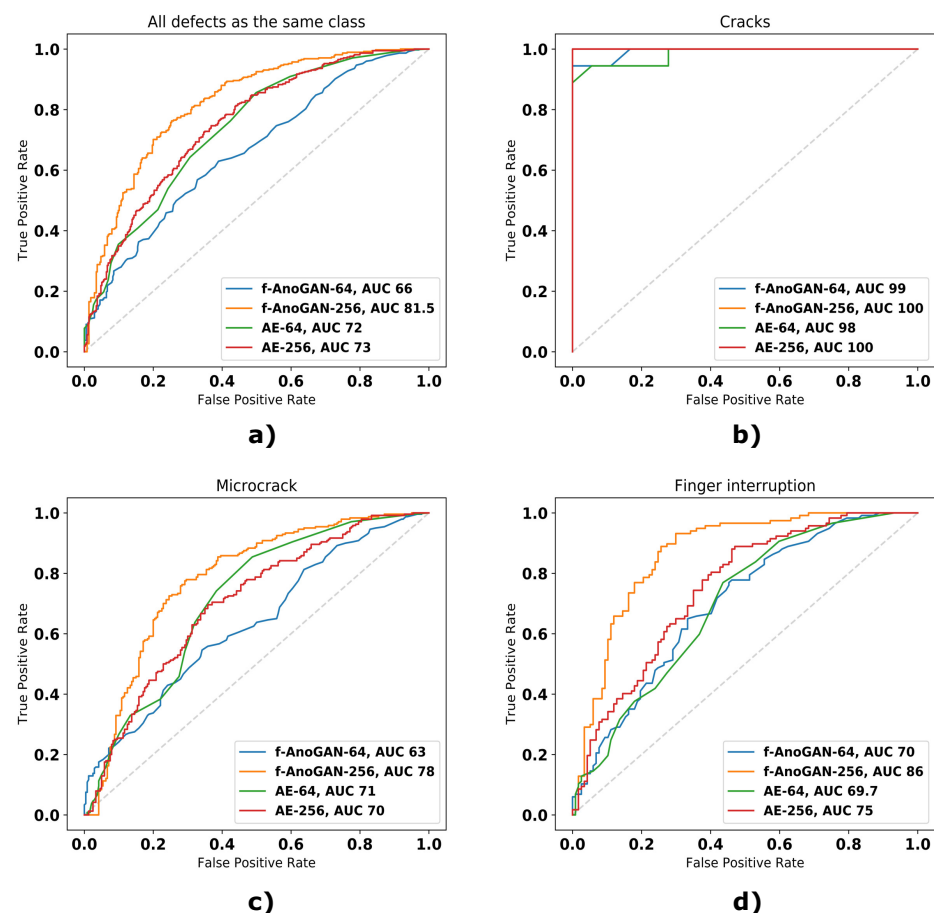 All defects as the same class
True Positive Rate
1.0
0.8
0.6
0.4
0.2
0.0
f-AnoGAN-64, AUC 66
f-AnoGAN-256, AUC 81.5
AE-64, AUC 72
AE-256, AUC 73
0.0 0.2 0.4 0.6 0.8 1.0
False Positive Rate
a)
Cracks
True Positive Rate
1.0
0.8
0.6
0.4
0.2
0.0
f-AnoGAN-64, AUC 99
f-AnoGAN-256, AUC 100
AE-64, AUC 98
AE-256, AUC 100
0.0 0.2 0.4 0.6 0.8 1.0
False Positive Rate
b)
Microcrack
True Positive Rate
1.0
0.8
0.6
0.4
0.2
0.0
f-AnoGAN-64, AUC 63
f-AnoGAN-256, AUC 78
AE-64, AUC 71
AE-256, AUC 70
0.0 0.2 0.4 0.6 0.8 1.0
False Positive Rate
c)
Finger interruption
True Positive Rate
1.0
0.8
0.6
0.4
0.2
0.0
f-AnoGAN-64, AUC 70
f-AnoGAN-256, AUC 86
AE-64, AUC 69.7
AE-256, AUC 75
0.0 0.2 0.4 0.6 0.8 1.0
False Positive Rate
d)